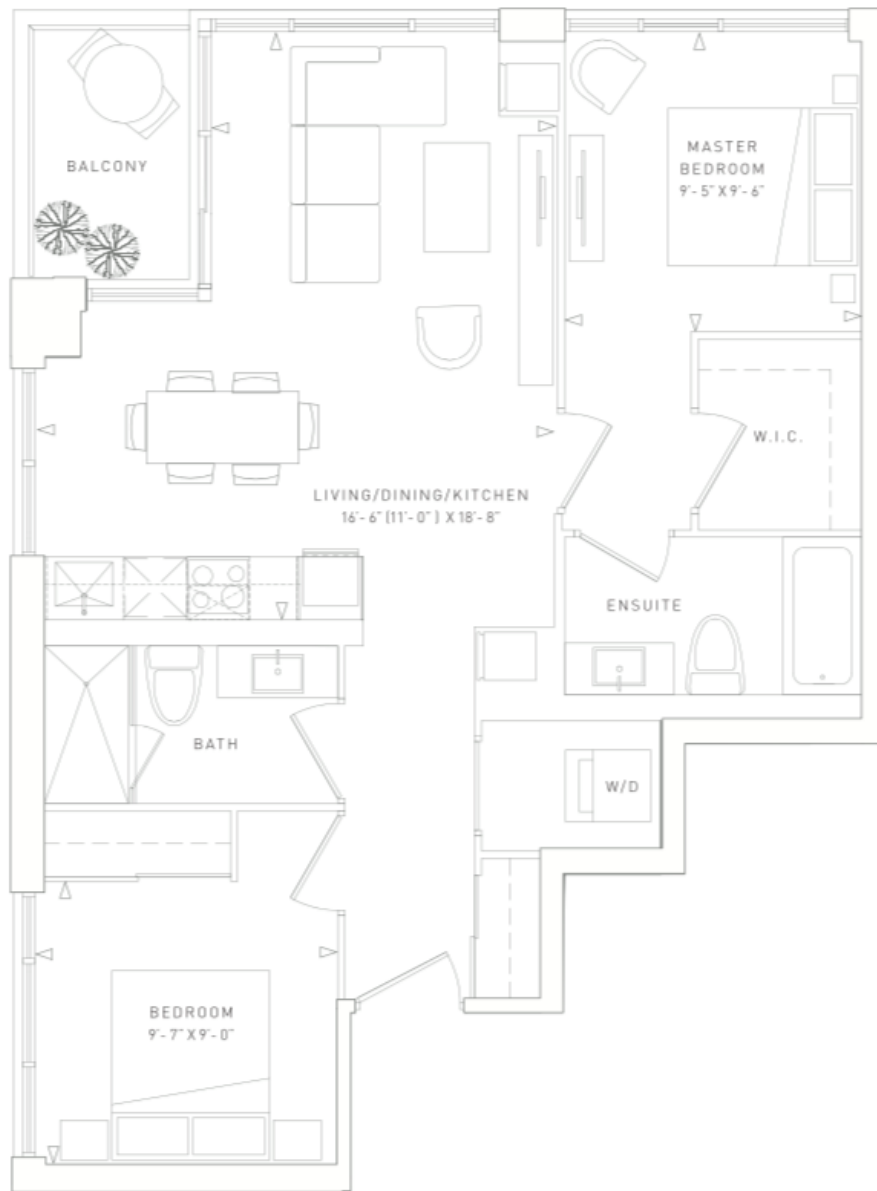 BALCONY
MASTER
BEDROOM
9'-5" X 9'-6"
W.I.C.
LIVING/DINING/KITCHEN
16'-6" (11'-0") X 18'-8"
ENSUITE
BATH
W/D
BEDROOM
9'-7" X 9'-0"